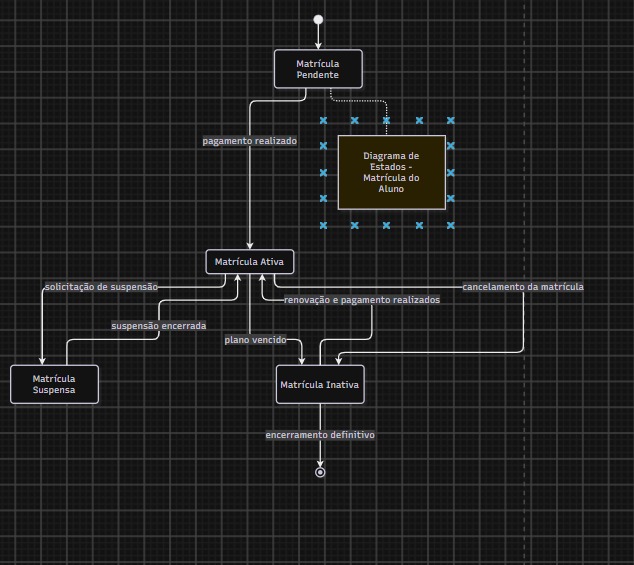 Matrícula
Pendente
pagamento realizado
Diagrama de
Estados -
Matrícula do
Aluno
Matrícula Ativa
solicitação de suspensão
cancelamento da matrícula
renovação e pagamento realizados
suspensão encerrada
plano vencido
Matrícula
Suspensa
Matrícula Inativa
encerramento definitivo